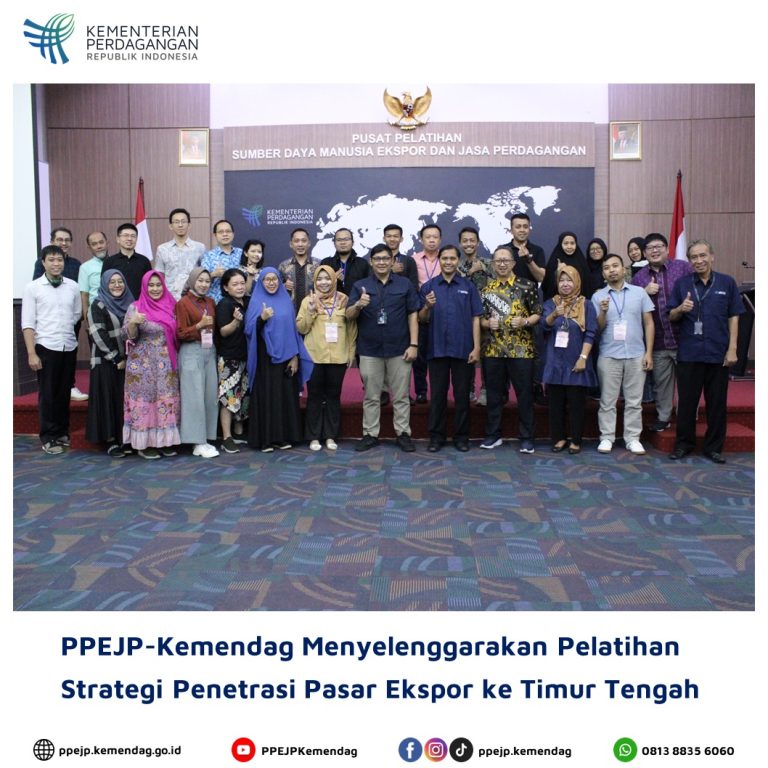 KEMENTERIAN
PERDAGANGAN
REPUBLIK INDONESIA
PUSAT PELATIHAN
SUMBER DAYA MANUSIA EKSPOR DAN JASA PERDAGANGAN
KEMENTERIAN
PERDAGANGAN
REPUBLIK INDONESIA
PPEJP-Kemendag Menyelenggarakan Pelatihan
Strategi Penetrasi Pasar Ekspor ke Timur Tengah
ppejp.kemendag.go.id
PPEJPKemendag
ppejp.kemendag
0813 8835 6060